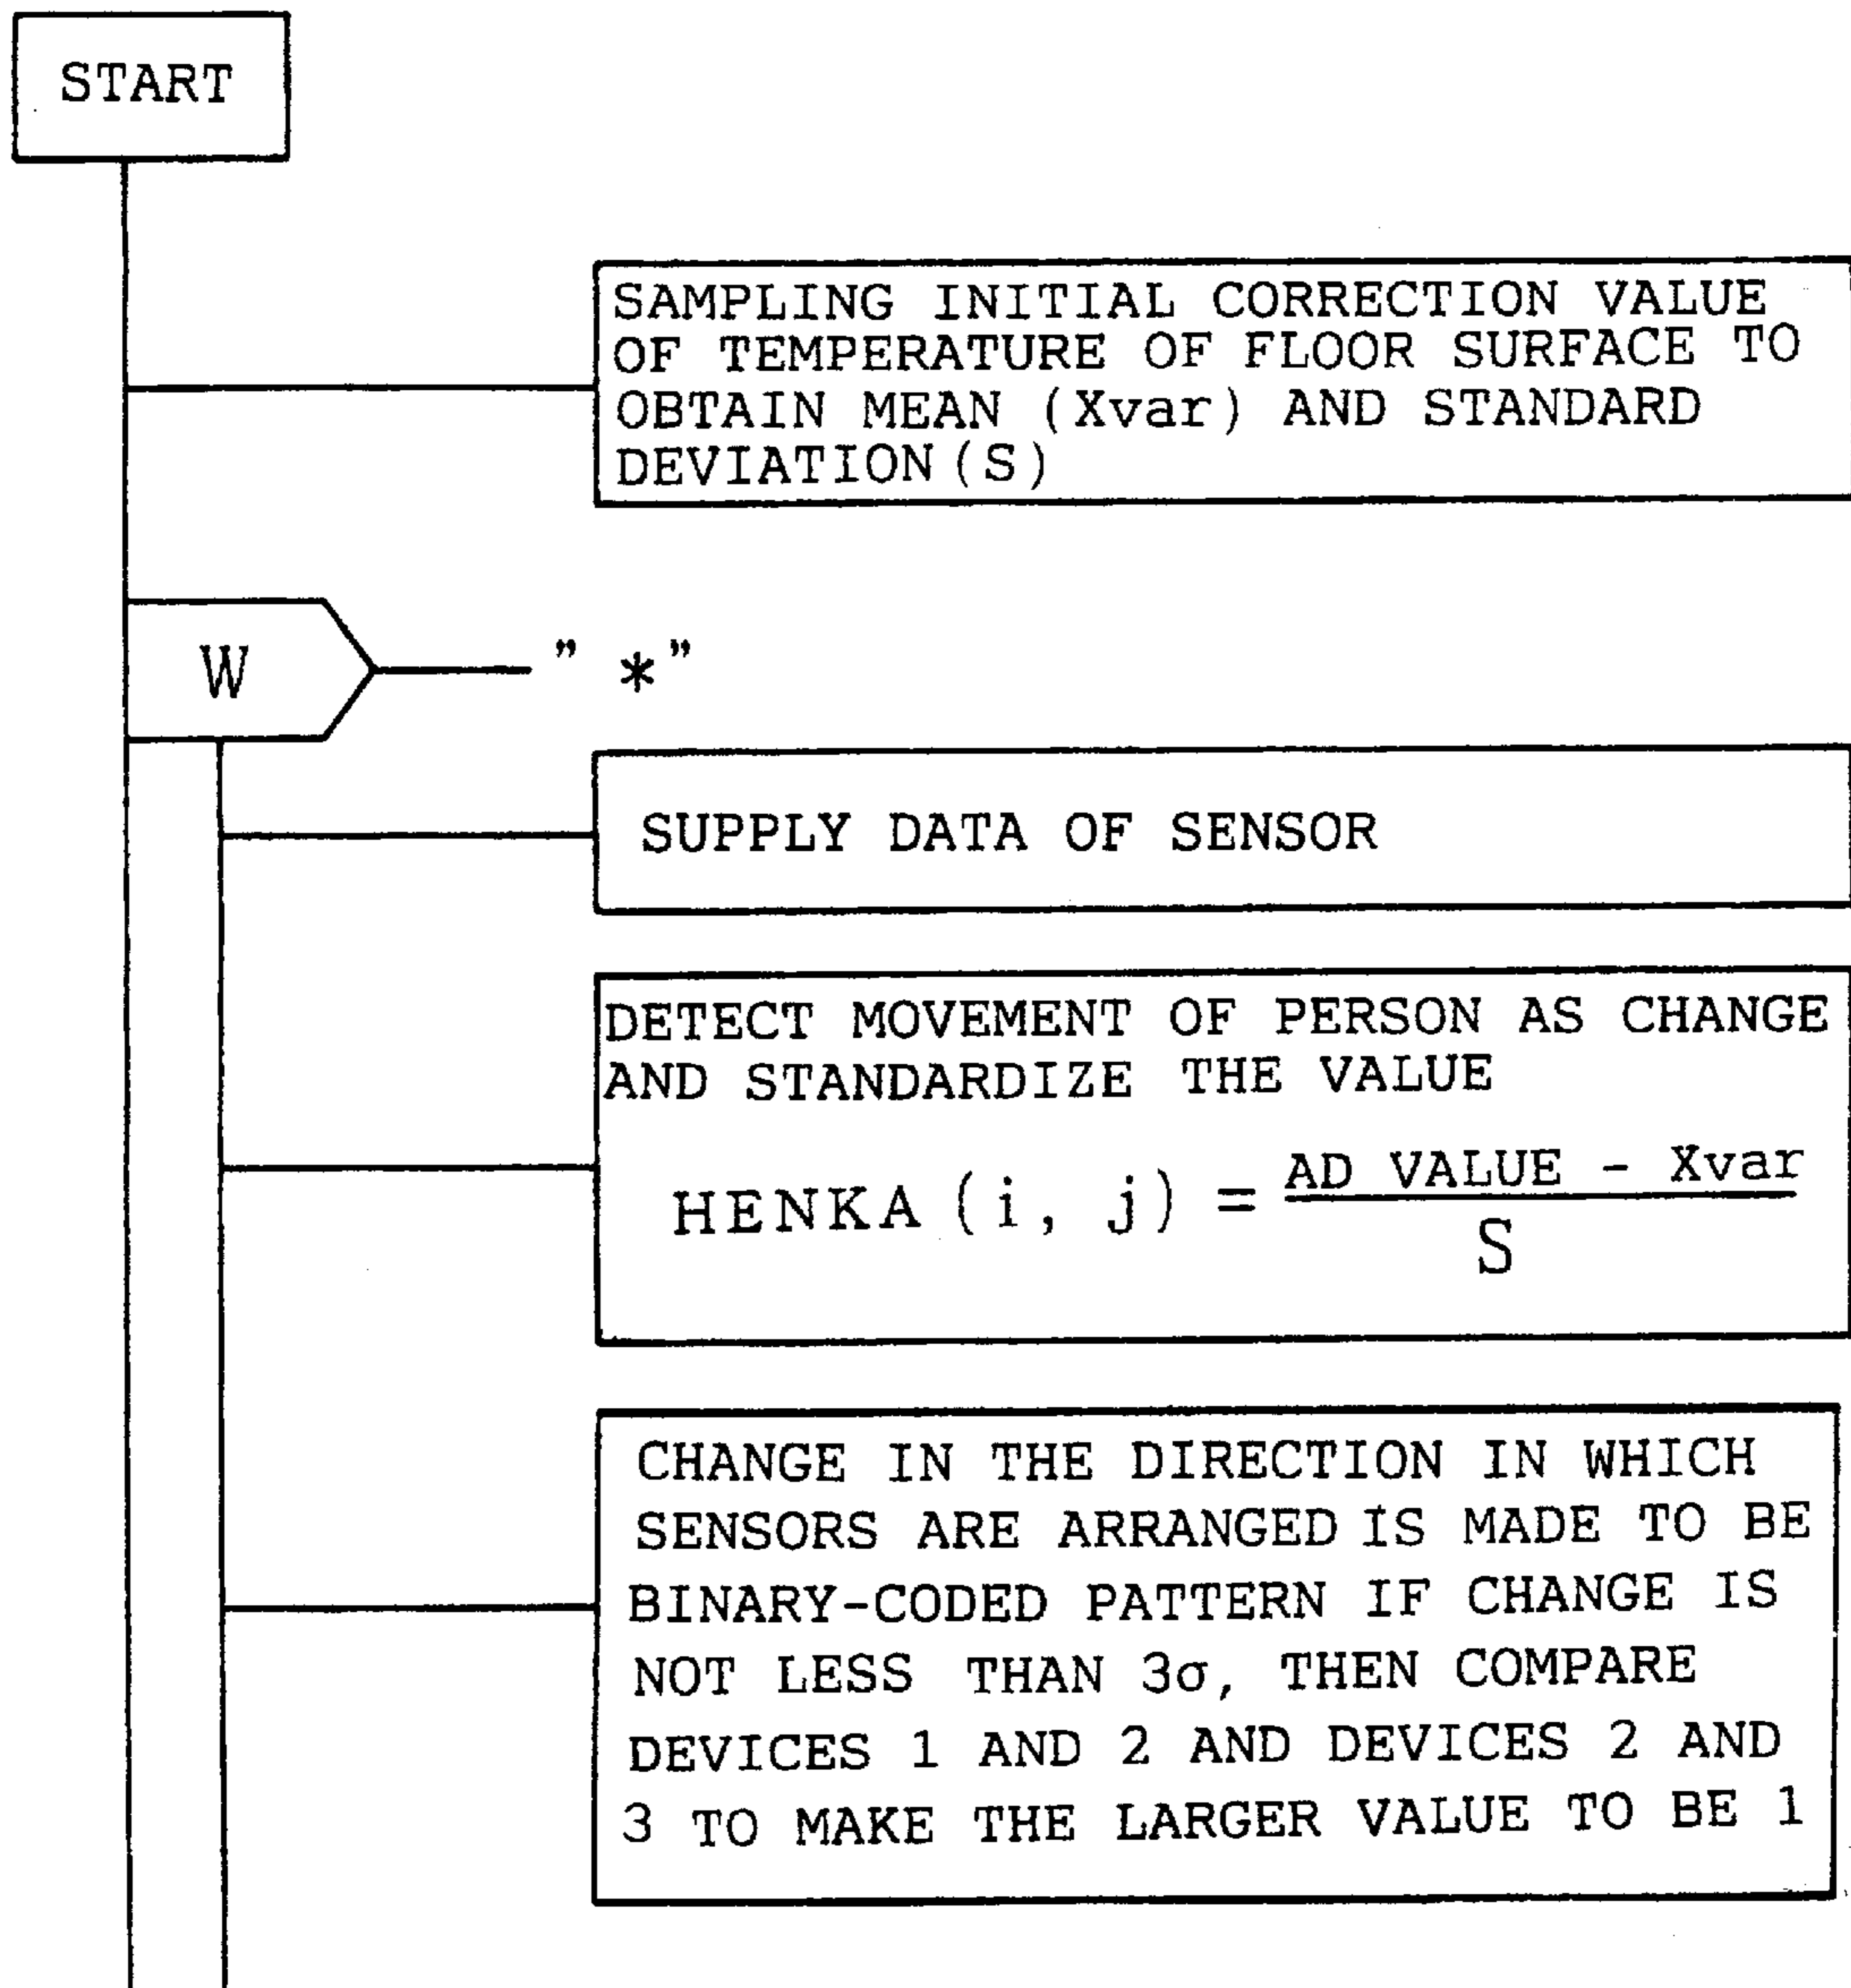 START
SAMPLING INITIAL CORRECTION VALUE
OF TEMPERATURE OF FLOOR SURFACE TO
OBTAIN MEAN (Xvar) AND STANDARD
DEVIATION(S)
W ” *”
SUPPLY DATA OF SENSOR
DETECT MOVEMENT OF PERSON AS CHANGE
AND STANDARDIZE THE VALUE
HENKA (i, j) = AD VALUE - Xvar
S
CHANGE IN THE DIRECTION IN WHICH
SENSORS ARE ARRANGED IS MADE TO BE
BINARY-CODED PATTERN IF CHANGE IS
NOT LESS THAN 3σ, THEN COMPARE
DEVICES 1 AND 2 AND DEVICES 2 AND
3 TO MAKE THE LARGER VALUE TO BE 1